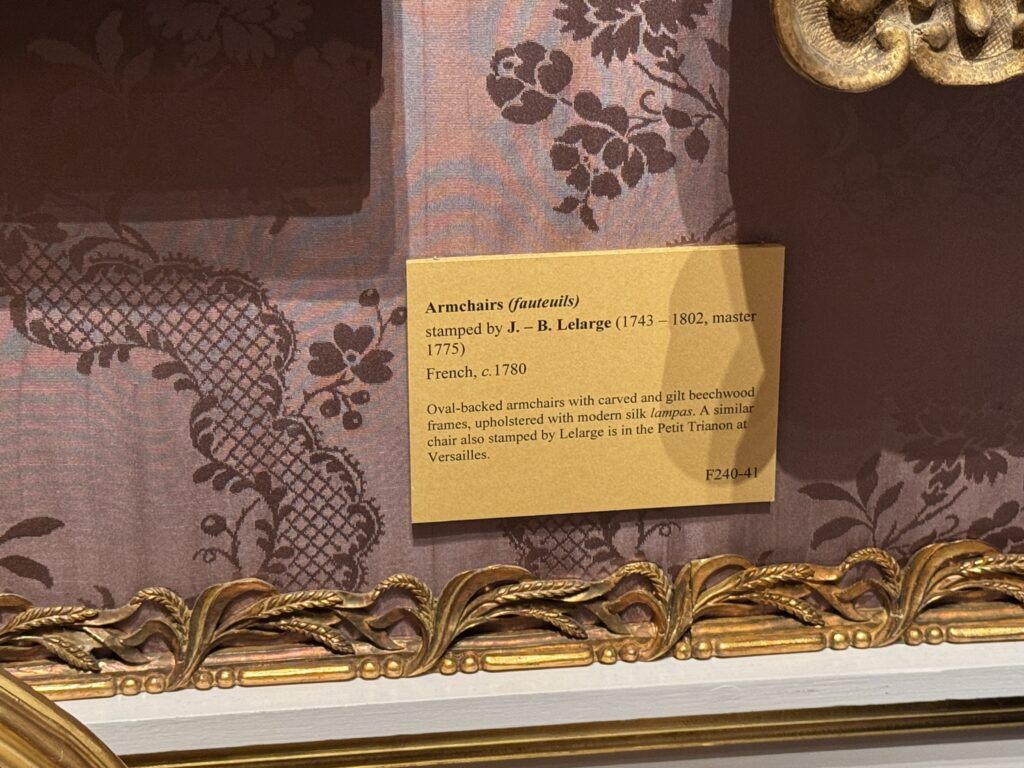 Armchairs (fauteuils)
stamped by J. – B. Lelarge (1743 – 1802, master
1775)
French, c.1780
Oval-backed armchairs with carved and gilt beechwood
frames, upholstered with modern silk lampas. A similar
chair also stamped by Lelarge is in the Petit Trianon at
Versailles.
F240-41